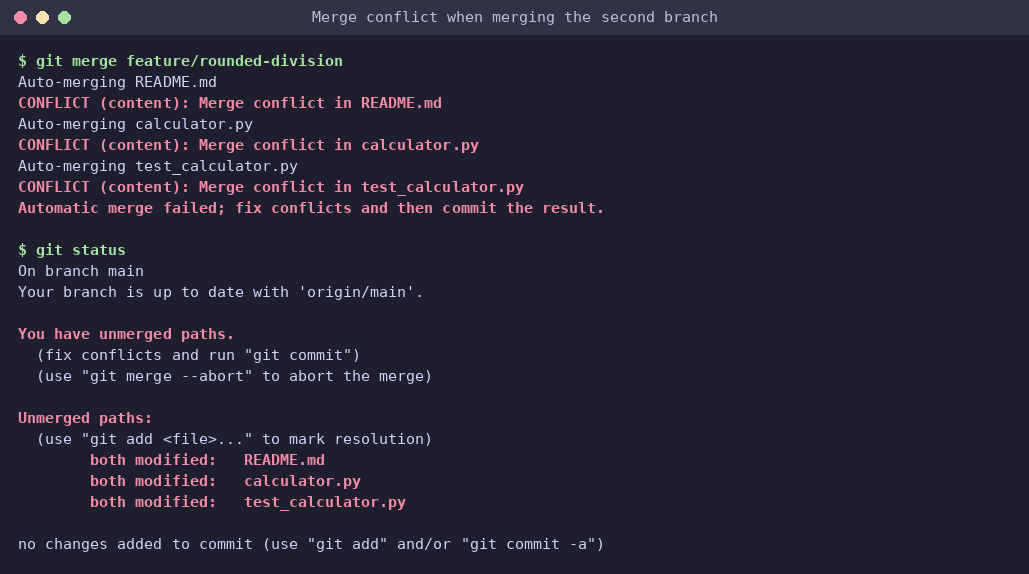 Merge conflict when merging the second branch
$ git merge feature/rounded-division
Auto-merging README.md
CONFLICT (content): Merge conflict in README.md
Auto-merging calculator.py
CONFLICT (content): Merge conflict in calculator.py
Auto-merging test_calculator.py
CONFLICT (content): Merge conflict in test_calculator.py
Automatic merge failed; fix conflicts and then commit the result.
$ git status
On branch main
Your branch is up to date with 'origin/main'.
You have unmerged paths.
  (fix conflicts and run "git commit")
  (use "git merge --abort" to abort the merge)
Unmerged paths:
  (use "git add <file>..." to mark resolution)
        both modified:   README.md
        both modified:   calculator.py
        both modified:   test_calculator.py
no changes added to commit (use "git add" and/or "git commit -a")